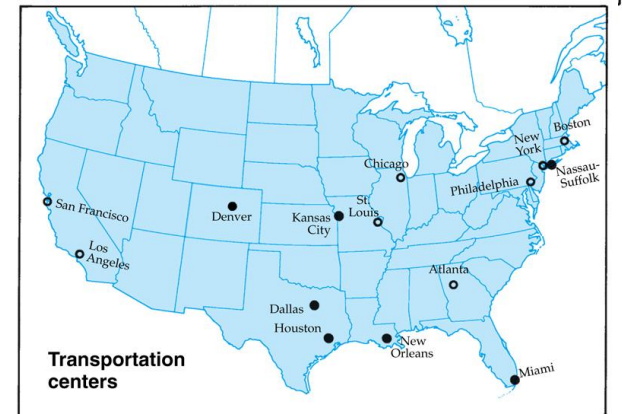 Boston
New
York
Nassau-
Suffolk
Chicago
Philadelphia
San Francisco
Denver
Kansas
City
St.
Louis
Los
Angeles
Atlanta
Dallas
Houston
New
Orleans
Miami
Transportation
centers